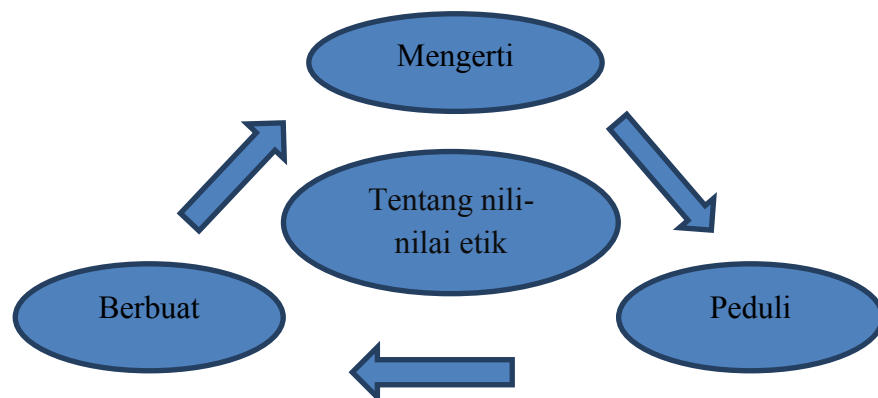 Mengerti
Tentang nili-
nilai etik
Berbuat
Peduli